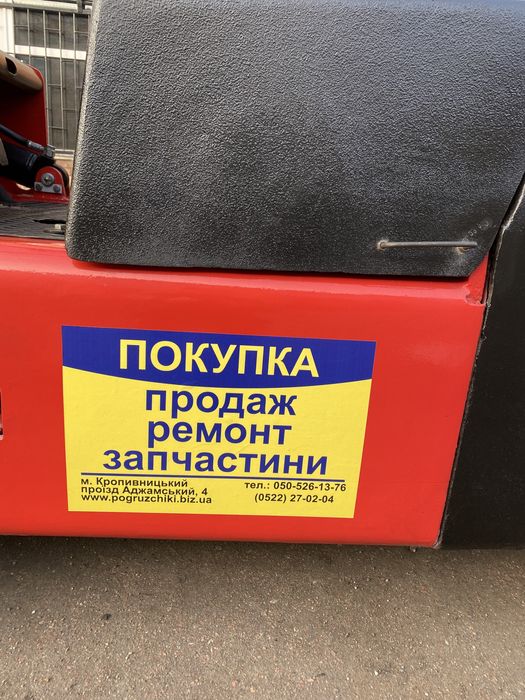 ПОКУПКА
продаж
ремонт
запчастини
м. Кропивницький
проїзд Аджамський, 4
www.pogruzchiki.biz.ua
тел.: 050-526-13-76
(0522) 27-02-04